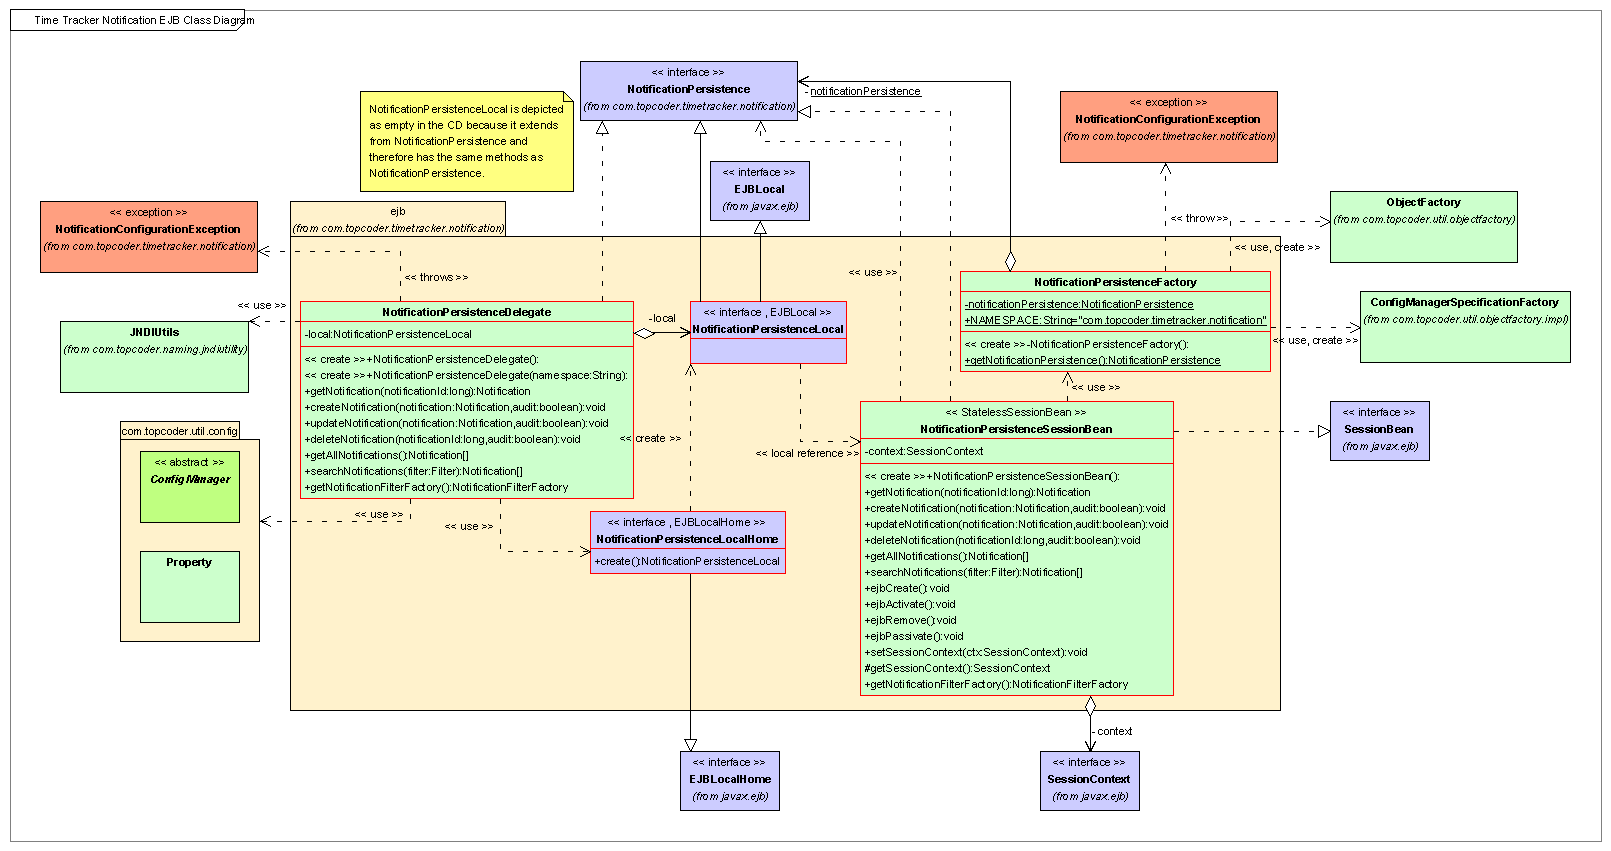 Time Tracker Notification EJB Class Diagram
<< interface >>
NotificationPersistence
(from com.topcoder.timetracker.notification)
- notificationPersistence
NotificationPersistenceLocal is depicted
as empty in the CD because it extends
from NotificationPersistence and
therefore has the same methods as
NotificationPersistence.
<< exception >>
NotificationConfigurationException
(from com.topcoder.timetracker.notification)
<< interface >>
EJBLocal
(from javax.ejb)
<< exception >>
NotificationConfigurationException
(from com.topcoder.timetracker.notification)
ejb
(from com.topcoder.timetracker.notification)
ObjectFactory
(from com.topcoder.util.objectfactory)
<< throw>>
<< use, create >>
<< throws >>
<< use >>
<< use >>
NotificationPersistenceFactory
-notificationPersistence:NotificationPersistence
+NAMESPACE:String="com.topcoder.timetracker.notification"
<< create >>-NotificationPersistenceFactory():
+getNotificationPersistence():NotificationPersistence
ConfigManagerSpecificationFactory
(from com.topcoder.util.objectfactory.impl)
<< use, create >>
JNDIUtils
(from com.topcoder.naming.jndiutility)
NotificationPersistenceDelegate
-local:NotificationPersistenceLocal
<< create >>+NotificationPersistenceDelegate():
<< create >>+NotificationPersistenceDelegate(namespace:String):
+getNotification(notificationId:long):Notification
+createNotification(notification:Notification,audit:boolean):void
+updateNotification(notification:Notification,audit:boolean):void
+deleteNotification(notificationId:long,audit:boolean):void
+getAllNotifications():Notification[]
+searchNotifications(filter:Filter):Notification[]
+getNotificationFilterFactory():NotificationFilterFactory
-local
<< interface , EJBLocal >>
NotificationPersistenceLocal
<< use >>
<< create >>
<< local reference >>
<< StatelessSessionBean >>
NotificationPersistenceSessionBean
-context:SessionContext
<< create >>+NotificationPersistenceSessionBean():
+getNotification(notificationId:long):Notification
+createNotification(notification:Notification,audit:boolean):void
+updateNotification(notification:Notification,audit:boolean):void
+deleteNotification(notificationId:long,audit:boolean):void
+getAllNotifications():Notification[]
+searchNotifications(filter:Filter):Notification[]
+ejbCreate():void
+ejbActivate():void
+ejbRemove():void
+ejbPassivate():void
+setSessionContext(ctx:SessionContext):void
#getSessionContext():SessionContext
+getNotificationFilterFactory():NotificationFilterFactory
<< interface >>
SessionBean
(from javax.ejb)
com.topcoder.util.config
<< abstract >>
ConfigManager
Property
<< use >>
<< use >>
<< interface , EJBLocalHome >>
NotificationPersistenceLocalHome
+create():NotificationPersistenceLocal
- context
<< interface >>
EJBLocalHome
(from javax.ejb)
<< interface >>
SessionContext
(from javax.ejb)